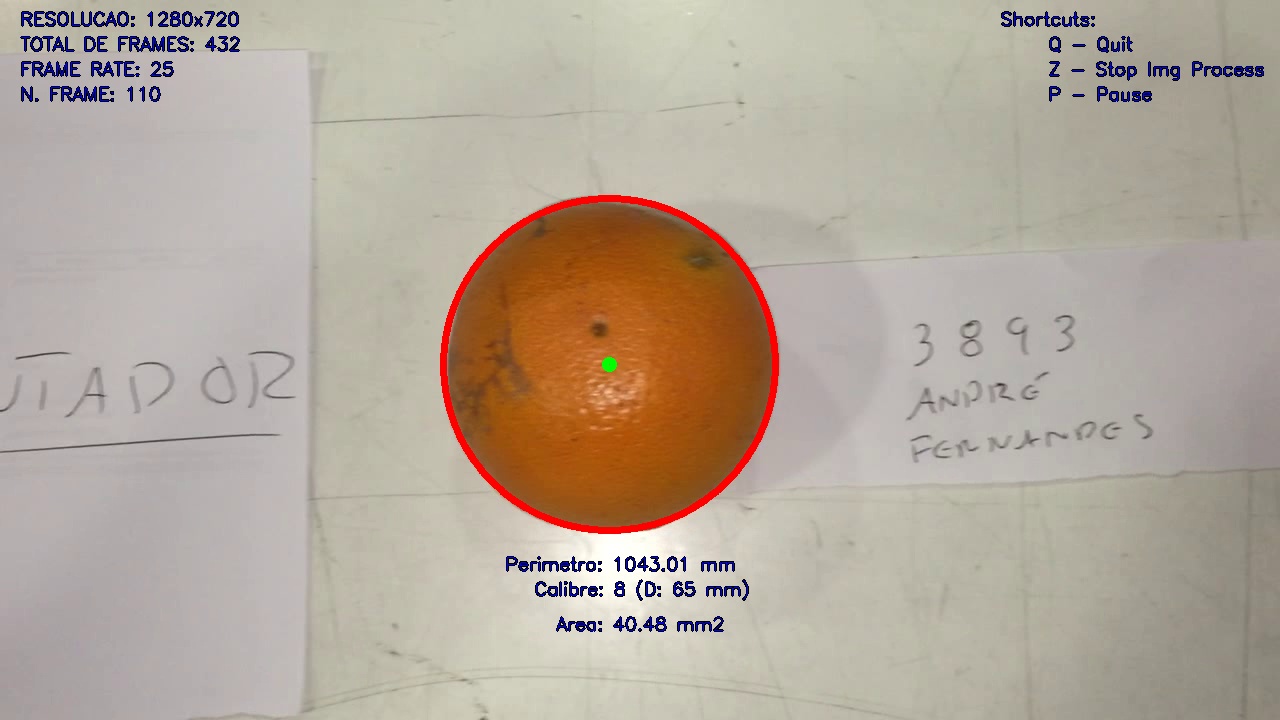 RESOLUCAO: 1280x720
TOTAL DE FRAMES: 432
FRAME RATE: 25
N. FRAME: 110
Shortcuts:
Q - Quit
Z - Stop Img Process
P - Pause
TADOR
3893
ANDRÉ
FERNANDES
Perimetro: 1043.01 mm
Calibre: 8 (D: 65 mm)
Area: 40.48 mm2